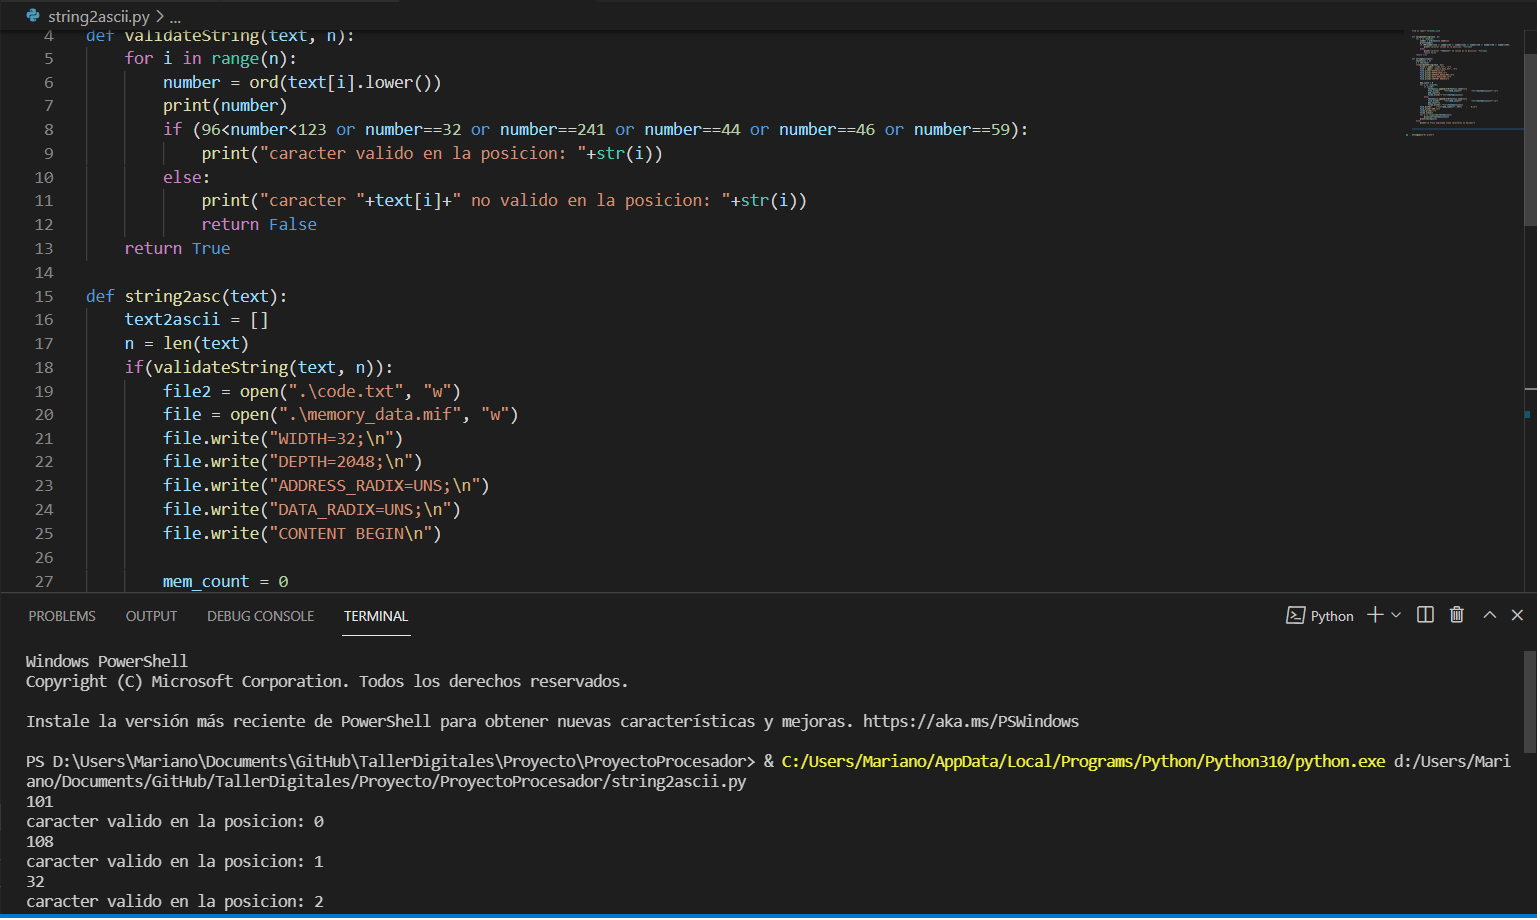 string2ascii.py > ...
4 def validateString(text, n):
5 for i in range(n):
6 number = ord(text[i].lower())
7 print(number)
8 if (96<number<123 or number==32 or number==241 or number==44 or number==46 or number==59):
9 print("caracter valido en la posicion: "+str(i))
10 else:
11 print("caracter "+text[i]+" no valido en la posicion: "+str(i))
12 return False
13 return True
14
15 def string2asc(text):
16 text2ascii = []
17 n = len(text)
18 if(validateString(text, n)):
19 file2 = open(".\code.txt", "w")
20 file = open(".\memory_data.mif", "w")
21 file.write("WIDTH=32;\n")
22 file.write("DEPTH=2048;\n")
23 file.write("ADDRESS_RADIX=UNS;\n")
24 file.write("DATA_RADIX=UNS;\n")
25 file.write("CONTENT BEGIN\n")
26
27 mem_count = 0
PROBLEMS OUTPUT DEBUG CONSOLE TERMINAL Python
Windows PowerShell
Copyright (C) Microsoft Corporation. Todos los derechos reservados.
Instale la versión más reciente de PowerShell para obtener nuevas características y mejoras. https://aka.ms/PSWindows
PS D:\Users\Mariano\Documents\GitHub\TallerDigitales\Proyecto\ProyectoProcesador> & C:/Users/Mariano/AppData/Local/Programs/Python/Python310/python.exe d:/Users/Mari
ano/Documents/GitHub/TallerDigitales/Proyecto/ProyectoProcesador/string2ascii.py
101
caracter valido en la posicion: 0
108
caracter valido en la posicion: 1
32
caracter valido en la posicion: 2